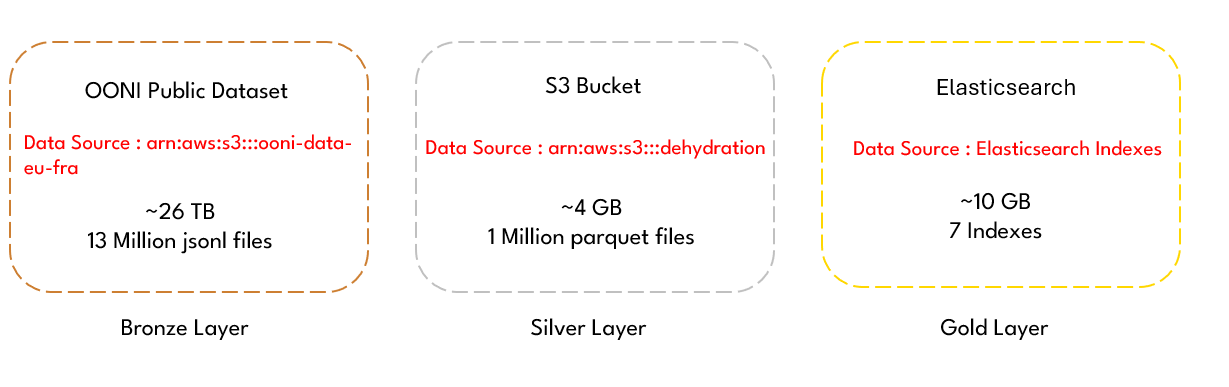 OONI Public Dataset
Data Source : arn:aws:s3:::ooni-data-
eu-fra
~26 TB
13 Million jsonl files
Bronze Layer
S3 Bucket
Data Source : arn:aws:s3:::dehydration
~4 GB
1 Million parquet files
Silver Layer
Elasticsearch
Data Source : Elasticsearch Indexes
~10 GB
7 Indexes
Gold Layer